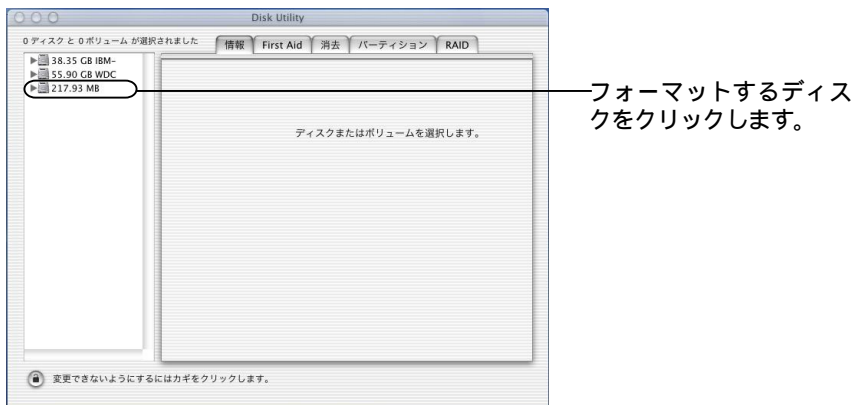 Disk Utility
0 ディスク と 0 ボリューム が選択されました
情報
First Aid
消去
パーティション
RAID
38.35 GB IBM-
55.90 GB WDC
217.93 MB
ディスクまたはボリュームを選択します。
変更できないようにするにはカギをクリックします。
フォーマットするディス
クをクリックします。